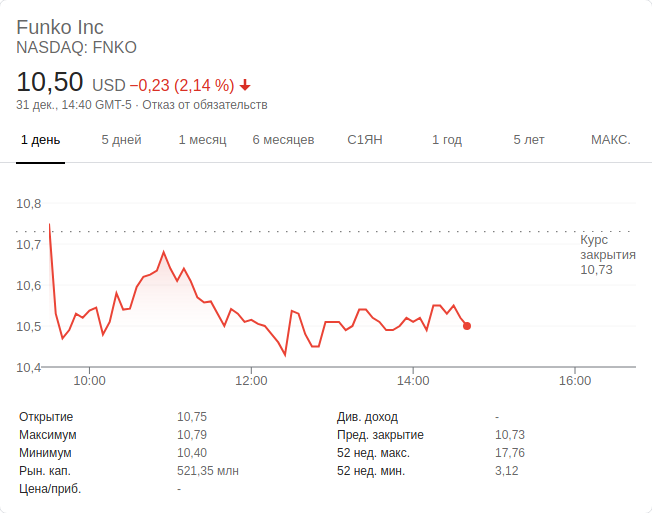 Funko Inc
NASDAQ: FNKO
10,50 USD −0,23 (2,14 %)
31 дек., 14:40 GMT-5 · Отказ от обязательств
1 день 5 дней 1 месяц 6 месяцев С1ЯН 1 год 5 лет МАКС.
10,8
10,7
10,6
10,5
10,4
Курс
закрытия
10,73
10:00 12:00 14:00 16:00
Открытие 10,75 Див. доход -
Максимум 10,79 Пред. закрытие 10,73
Минимум 10,40 52 нед. макс. 17,76
Рын. кап. 521,35 млн 52 нед. мин. 3,12
Цена/приб. -